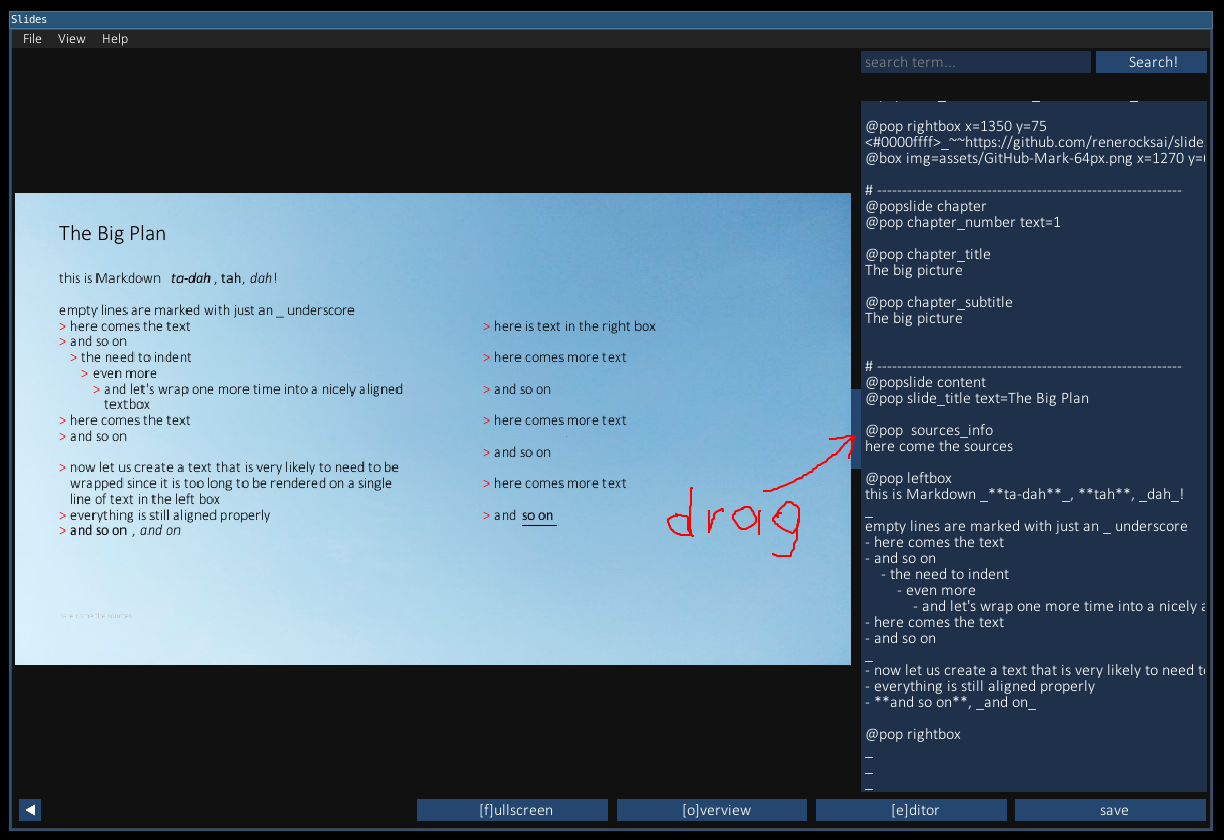 Slides
File View Help
search term...
Search!
The Big Plan
this is Markdown ta-dah , tah, dah!
empty lines are marked with just an _ underscore
> here comes the text
> and so on
> the need to indent
> even more
> and let's wrap one more time into a nicely aligned
textbox
> here comes the text
> and so on
> now let us create a text that is very likely to need to be
wrapped since it is too long to be rendered on a single
line of text in the left box
> everything is still aligned properly
> and so on , and on
here come the sources
> here is text in the right box
> here comes more text
> and so on
> here comes more text
> and so on
> here comes more text
> and so on
drag
@pop rightbox x=1350 y=75
<#0000ffff>_~~https://github.com/renerocksai/slide
@box img=assets/GitHub-Mark-64px.png x=1270 y=
# -------------------------------------------------------------
@popslide chapter
@pop chapter_number text=1
@pop chapter_title
The big picture
@pop chapter_subtitle
The big picture
# -------------------------------------------------------------
@popslide content
@pop slide_title text=The Big Plan
@pop  sources_info
here come the sources
@pop leftbox
this is Markdown _**ta-dah**_, **tah**, _dah_!
_
empty lines are marked with just an _ underscore
- here comes the text
- and so on
- the need to indent
- even more
- and let's wrap one more time into a nicely a
- here comes the text
- and so on
_
- now let us create a text that is very likely to need t
- everything is still aligned properly
- **and so on**, _and on_
@pop rightbox
_
_
_
[f]ullscreen
[o]verview
[e]ditor
save